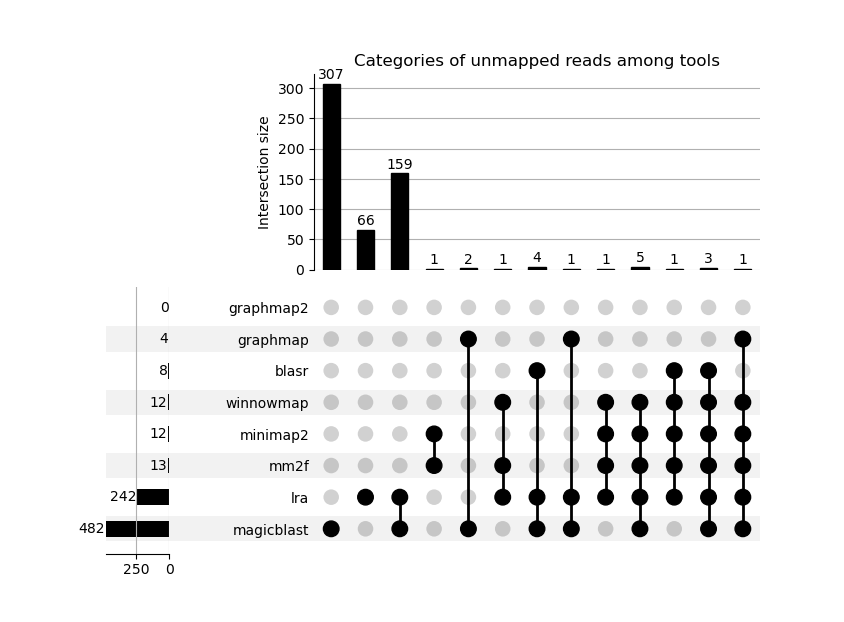 Categories of unmapped reads among tools
Intersection size
300
250
200
150
100
50
0
307
66
159
1
2
1
4
1
1
5
1
3
1
0 graphmap2
4 graphmap
8 blasr
12 winnowmap
12 minimap2
13 mm2f
242 lra
482 magicblast
250 0